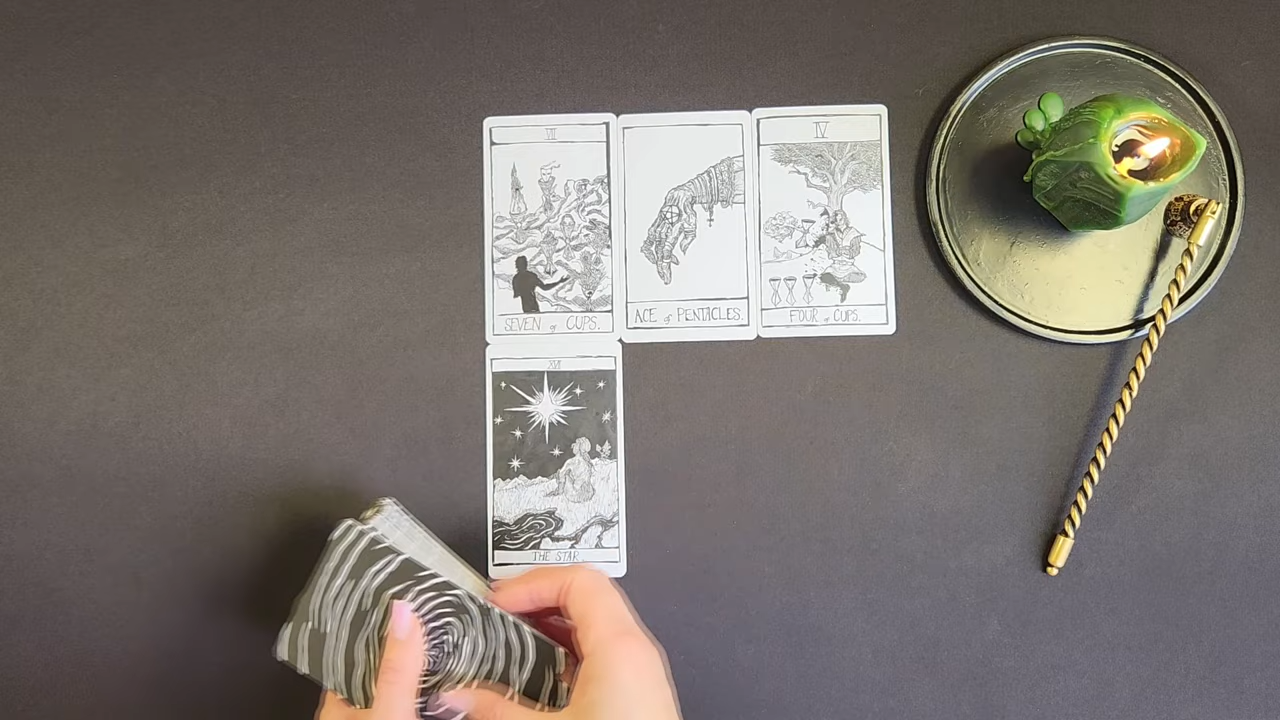 VII
SEVEN of CUPS.
ACE of PENTACLES.
IV
FOUR of CUPS.
XVII
THE STAR.